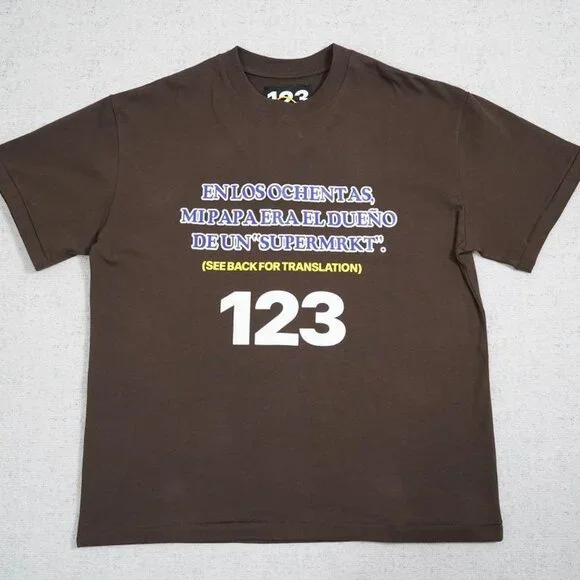 123
EN LOS OCHENTAS,
MI PAPA ERA EL DUEÑO
DE UN "SUPERMRKT".
(SEE BACK FOR TRANSLATION)
123